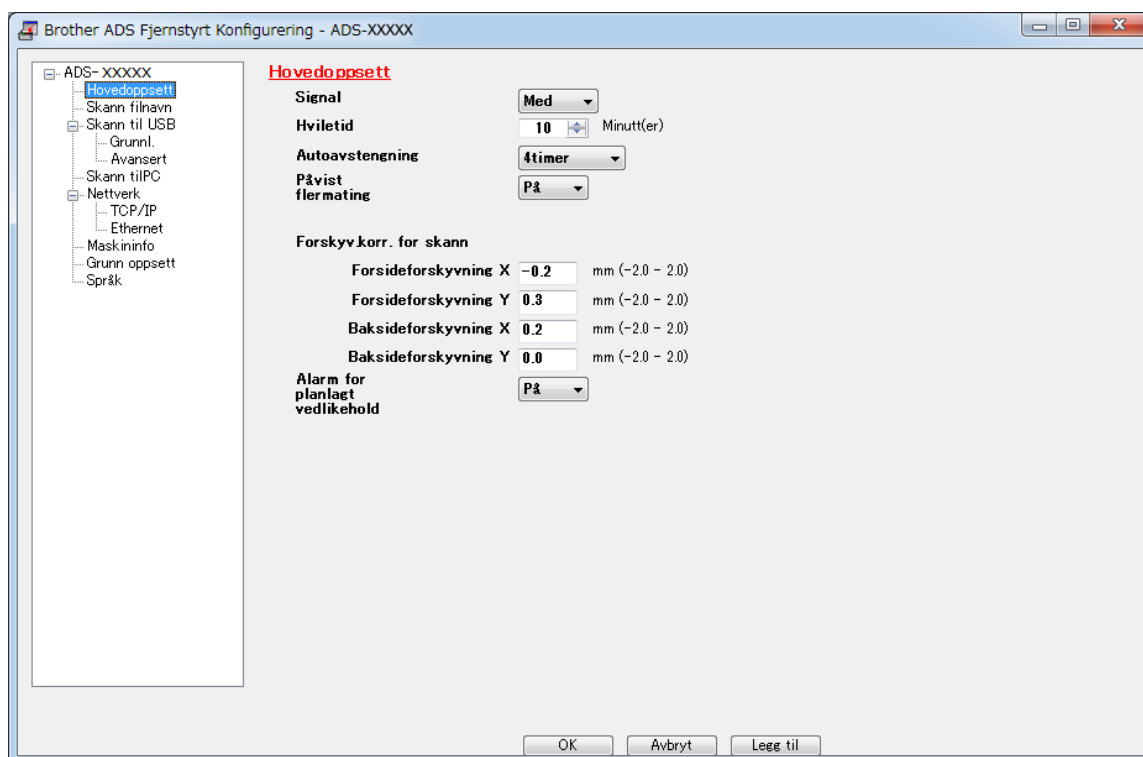 Brother ADS Fjernstyrt Konfigurering - ADS-XXXXX
ADS-XXXXX
Hovedoppsett
Skann filnavn
Skann til USB
Grunnl.
Avansert
Skann tilPC
Nettverk
TCP/IP
Ethernet
Maskininfo
Grunn oppsett
Språk
Hovedoppsett
Signal Med
Hviletid 10 Minutt(er)
Autoavstengning 4timer
Påvist
flermating På
Forskyv.korr. for skann
Forsideforskyvning X -0.2 mm (-2.0 - 2.0)
Forsideforskyvning Y 0.3 mm (-2.0 - 2.0)
Baksideforskyvning X 0.2 mm (-2.0 - 2.0)
Baksideforskyvning Y 0.0 mm (-2.0 - 2.0)
Alarm for
planlagt På
vedlikehold
OK Avbryt Legg til